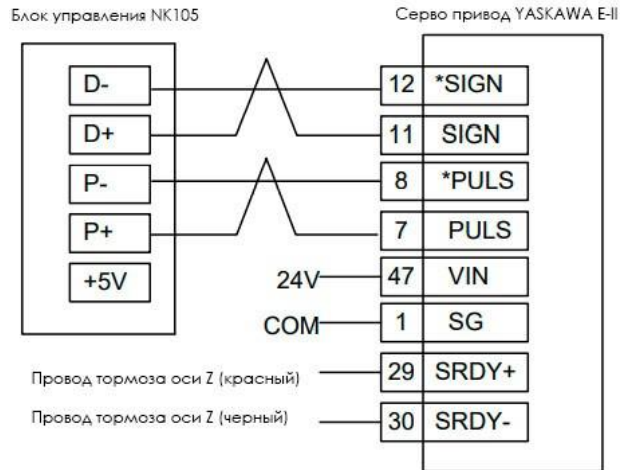 Блок управления NK105
Серво привод YASKAWA E-II
D- 12 *SIGN
D+ 11 SIGN
P- 8 *PULS
P+ 7 PULS
+5V 24V 47 VIN
COM 1 SG
Провод тормоза оси Z (красный) 29 SRDY+
Провод тормоза оси Z (черный) 30 SRDY-